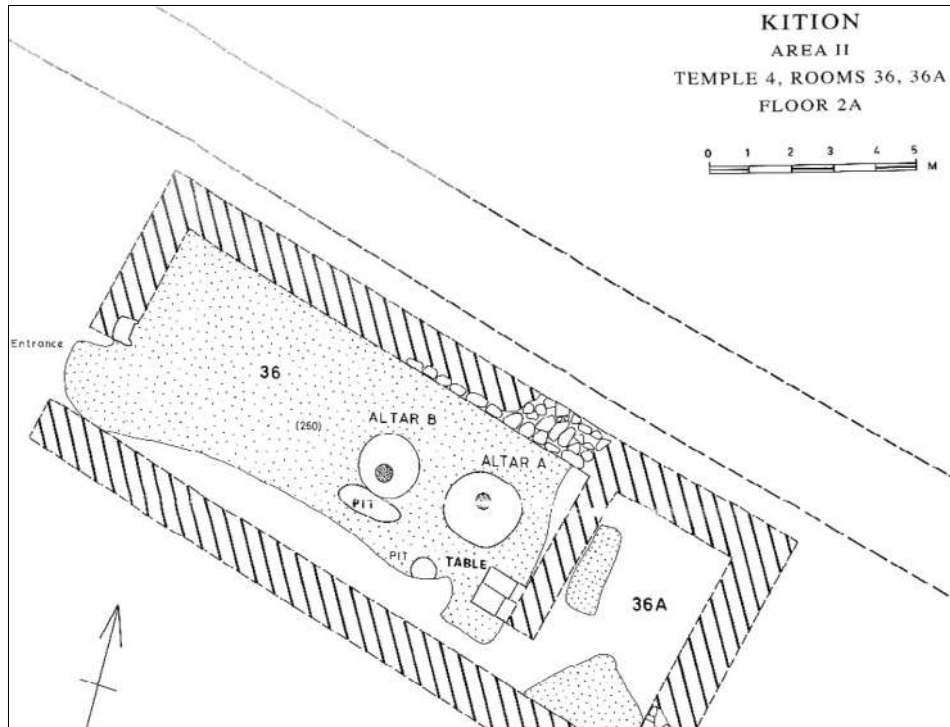 KITION
AREA II
TEMPLE 4, ROOMS 36, 36A
FLOOR 2A
0 1 2 3 4 5 M
Entrance
36
(250)
ALTAR B
ALTAR A
PIT
PIT
TABLE
36A